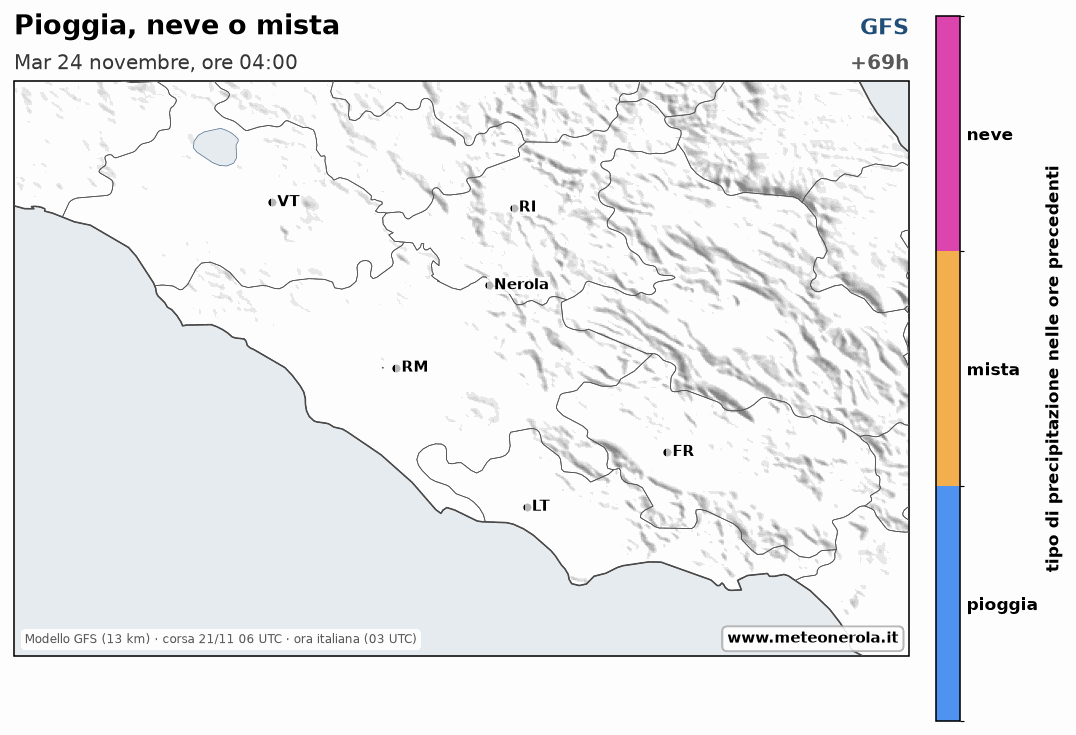 Pioggia, neve o mista
GFS
Mar 24 novembre, ore 04:00
+69h
neve
VT
RI
Nerola
mista
RM
FR
LT
pioggia
tipo di precipitazione nelle ore precedenti
Modello GFS (13 km) · corsa 21/11 06 UTC · ora italiana (03 UTC)
www.meteonerola.it